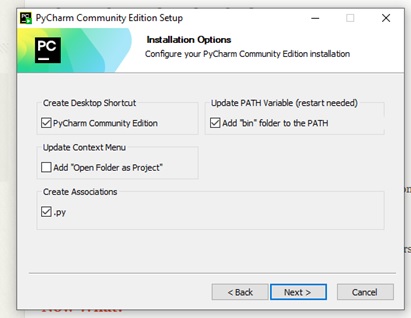 PyCharm Community Edition Setup
PC
Installation Options
Configure your PyCharm Community Edition installation
Create Desktop Shortcut
PyCharm Community Edition
Update PATH Variable (restart needed)
Add "bin" folder to the PATH
Update Context Menu
Add "Open Folder as Project"
Create Associations
.py
< Back
Next >
Cancel